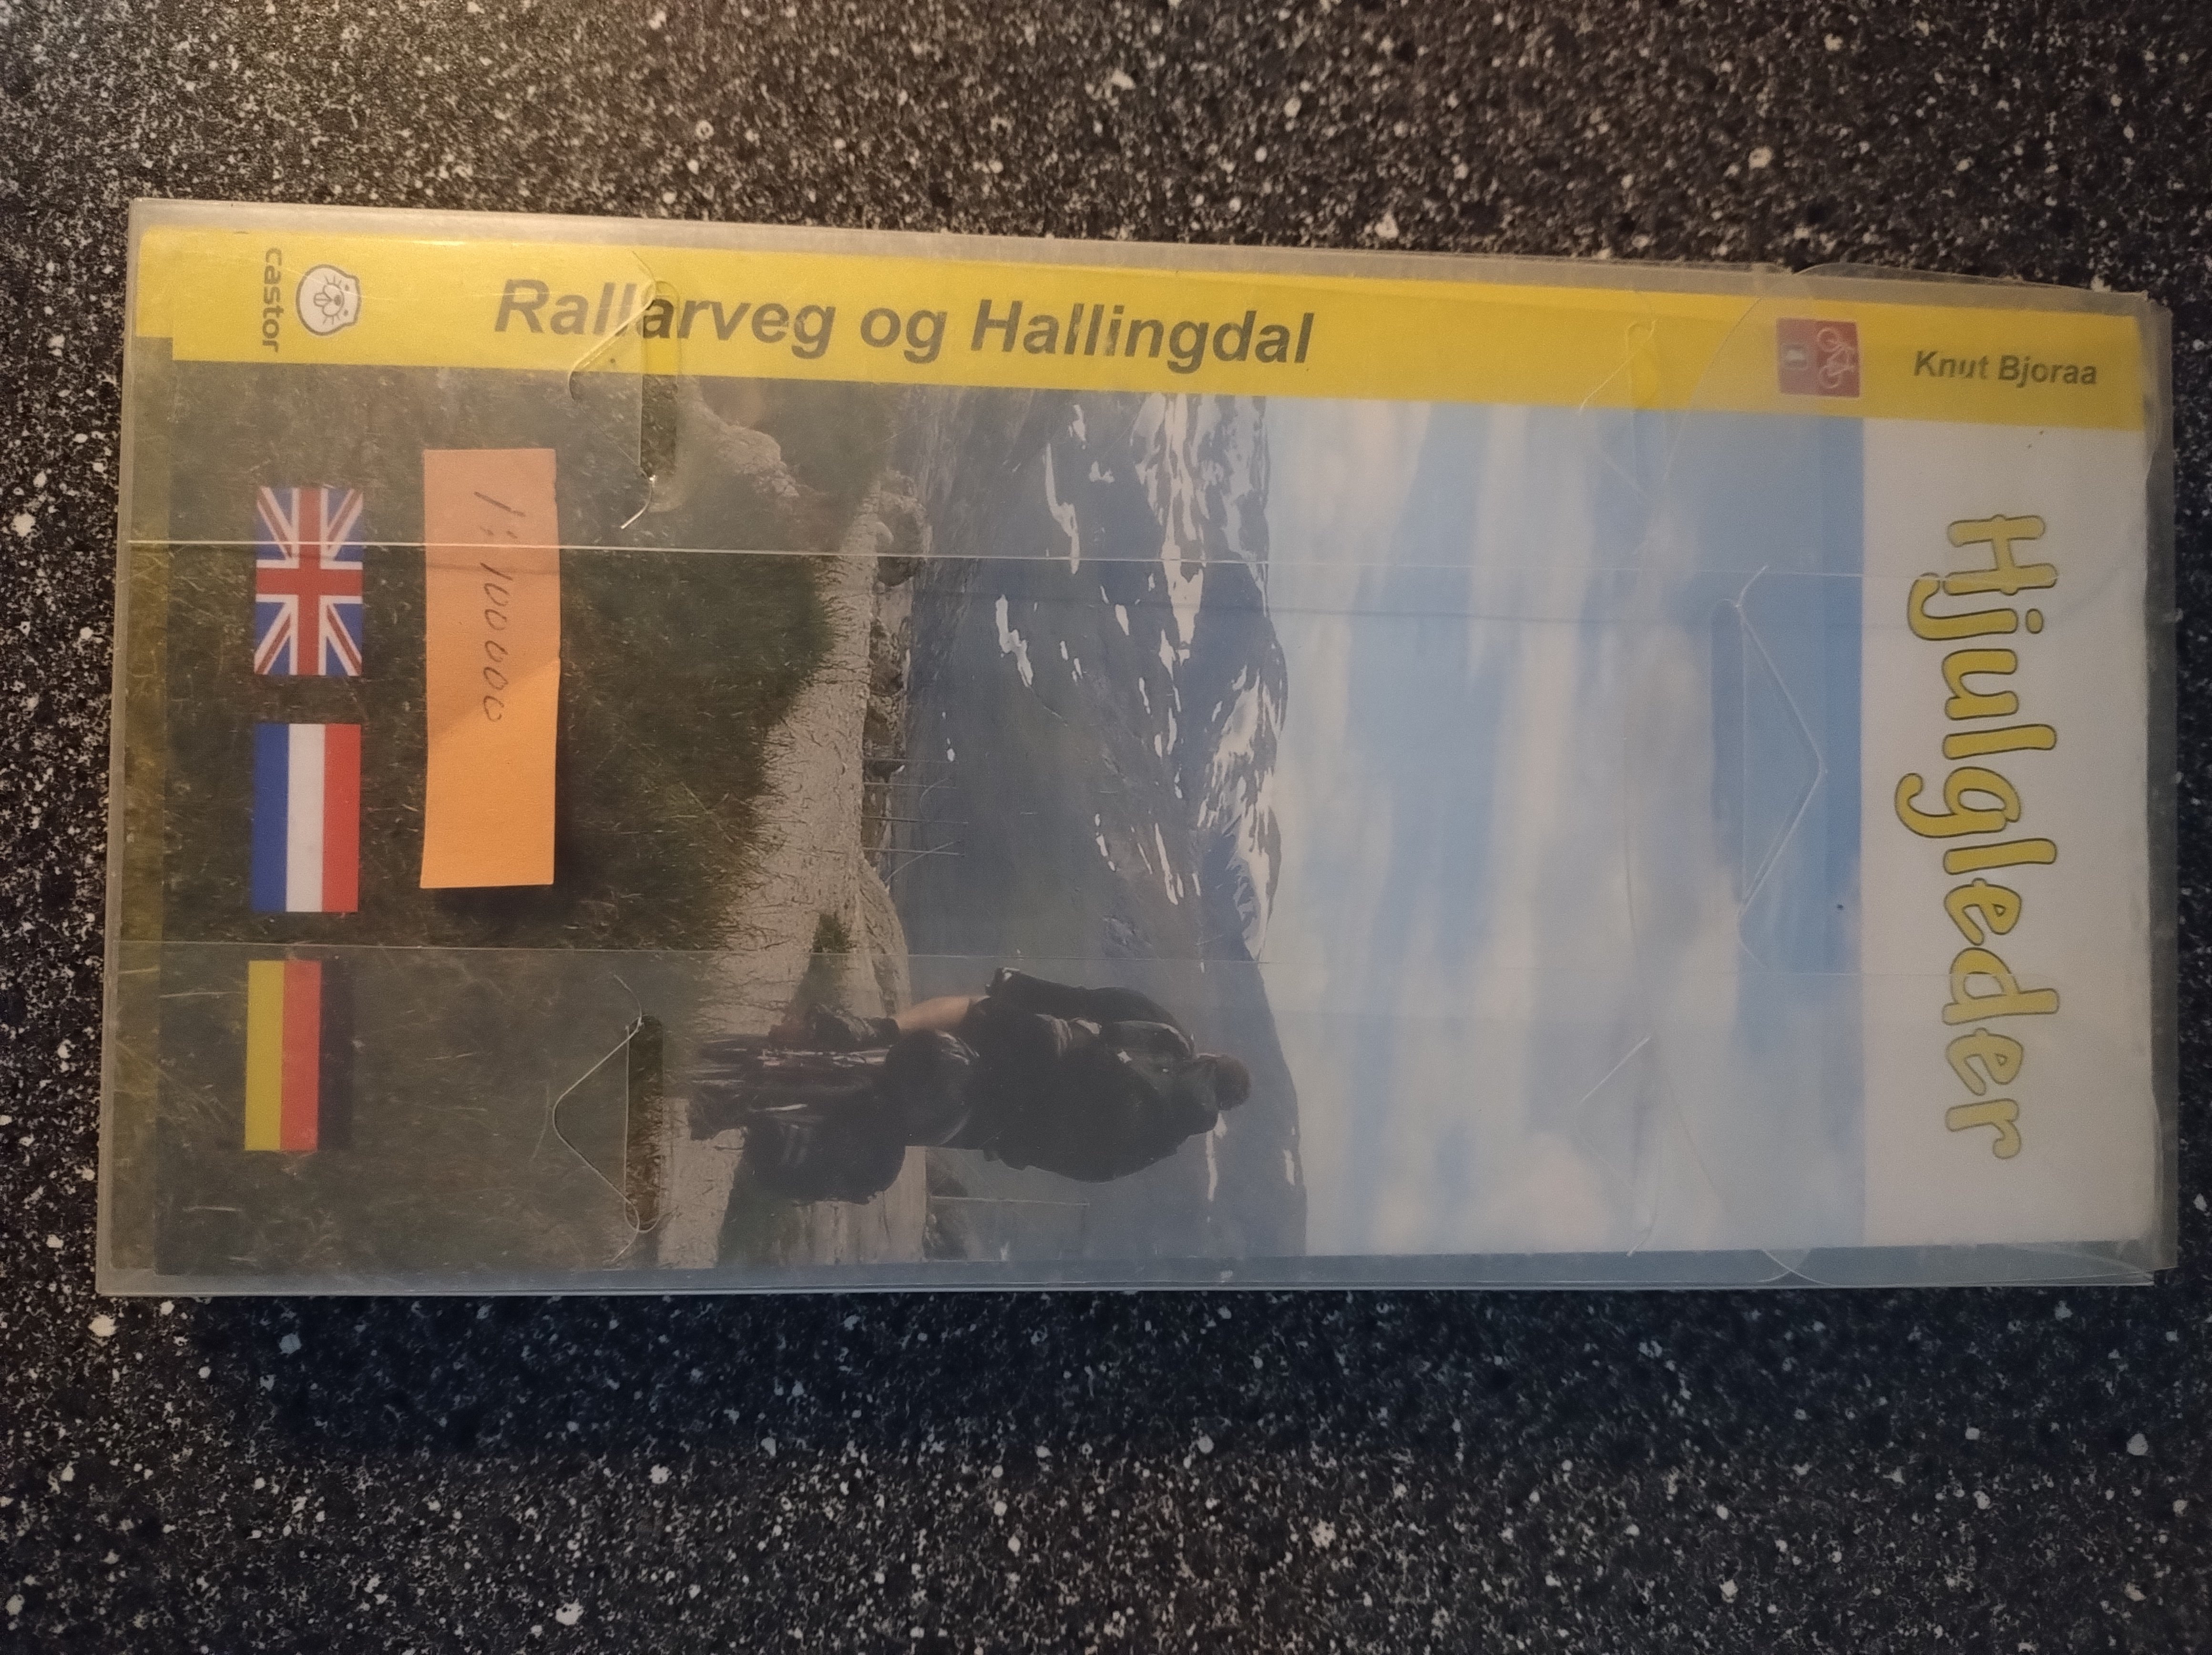 Knut Bjoraa
Hjulgleder
Rallarveg og Hallingdal
1:100000
castor